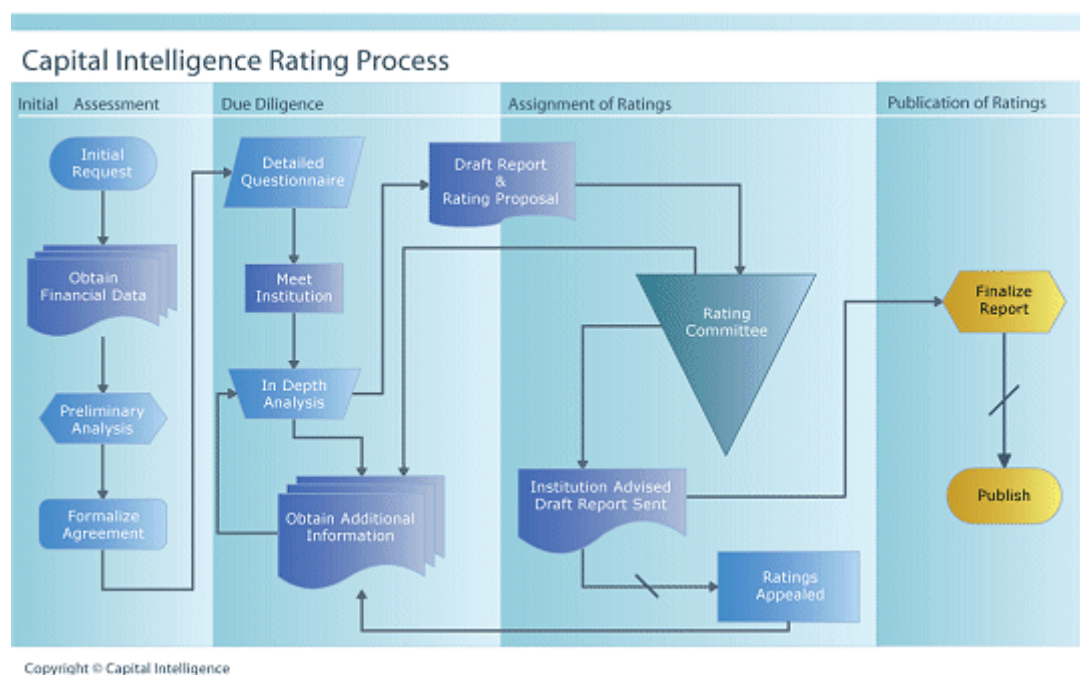 Capital Intelligence Rating Process
Initial Assessment
Due Diligence
Assignment of Ratings
Publication of Ratings
Initial
Request
Obtain
Financial Data
Preliminary
Analysis
Formalize
Agreement
Detailed
Questionnaire
Meet
Institution
In Depth
Analysis
Obtain Additional
Information
Draft Report
&
Rating Proposal
Rating
Committee
Institution Advised
Draft Report Sent
Ratings
Appealed
Finalize
Report
Publish
Copyright © Capital Intelligence